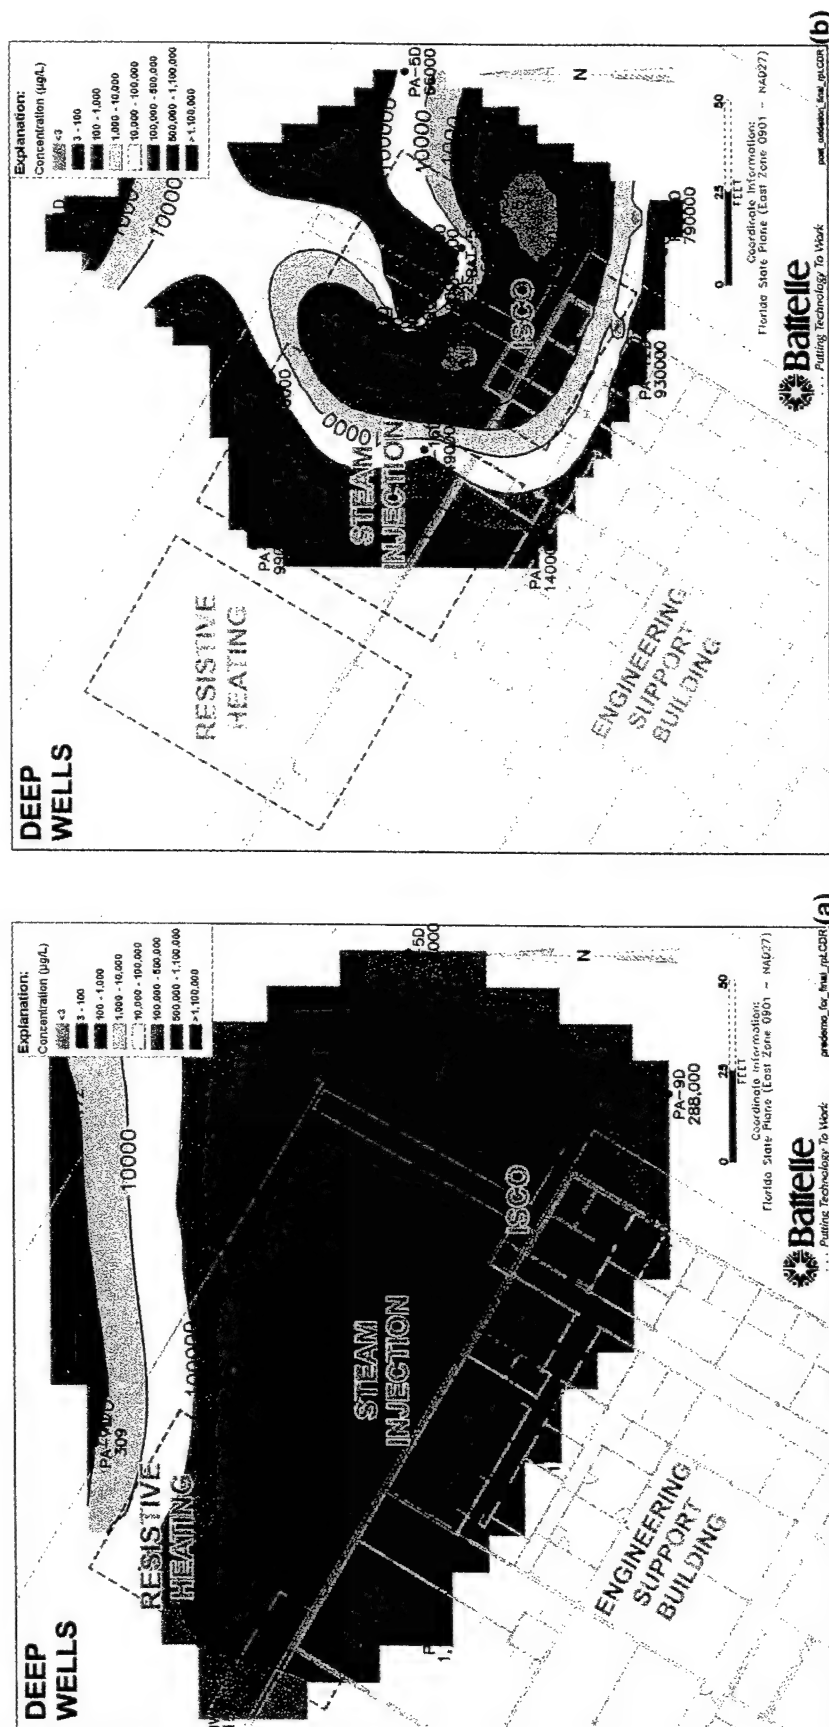 DEEP
WELLS
RESISTIVE
HEATING
STEAM
INJECTION
ISCO
ENGINEERING
SUPPORT
BUILDING
10000
100000
309
PA-9D
288,000
Explanation:
Concentration (µg/L)
<3
3 - 100
100 - 1,000
1,000 - 10,000
10,000 - 100,000
100,000 - 500,000
500,000 - 1,100,000
>1,100,000
N
0 25 50
FEET
Coordinate Information:
Florida State Plane (East Zone 0901 - NAD27)
Battelle
. . . Putting Technology To Work
(a)
DEEP
WELLS
RESISTIVE
HEATING
STEAM
INJECTION
ISCO
ENGINEERING
SUPPORT
BUILDING
10000
10000
100000
10000
PA-5D
56000
930000
790000
Explanation:
Concentration (µg/L)
<3
3 - 100
100 - 1,000
1,000 - 10,000
10,000 - 100,000
100,000 - 500,000
500,000 - 1,100,000
>1,100,000
N
0 25 50
FEET
Coordinate Information:
Florida State Plane (East Zone 0901 - NAD27)
Battelle
. . . Putting Technology To Work
(b)